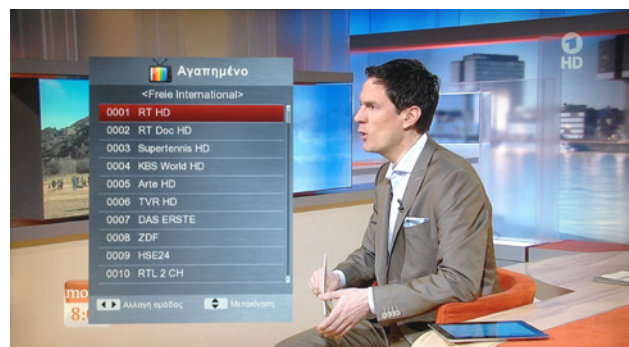 Αγαπημένο
<Freie International>
0001 RT HD
0002 RT Doc HD
0003 Supertennis HD
0004 KBS World HD
0005 Arte HD
0006 TVR HD
0007 DAS ERSTE
0008 ZDF
0009 HSE24
0010 RTL 2 CH
Αλλαγή ομάδας Μετακίνηση
1
HD
mo
8: